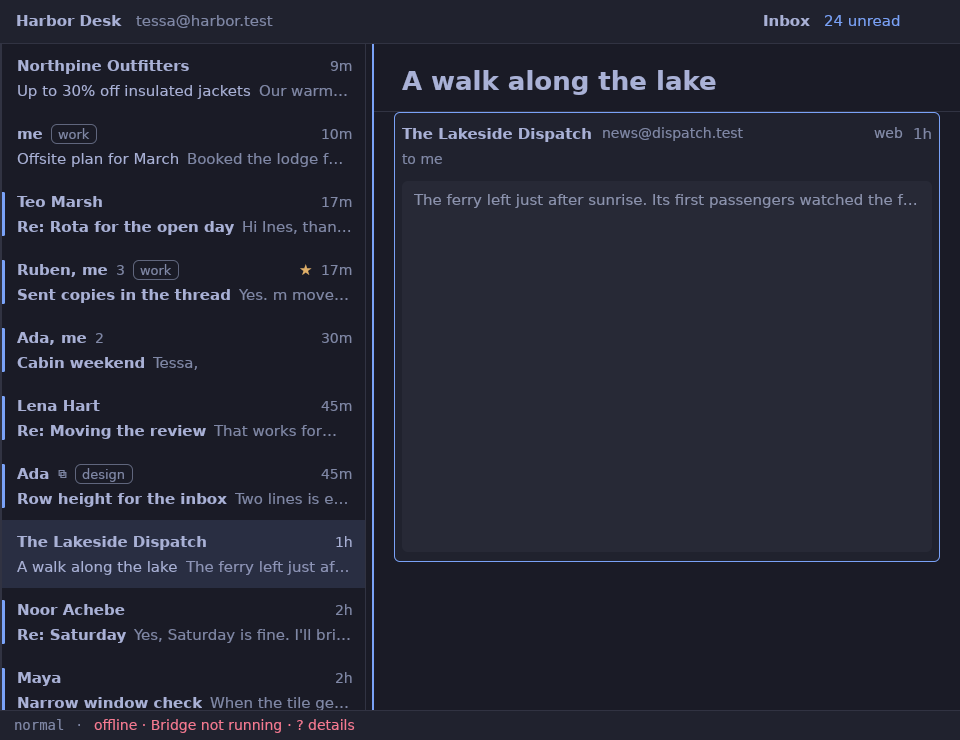 Harbor Desk tessa@harbor.test Inbox 24 unread
Northpine Outfitters 9m
Up to 30% off insulated jackets Our warm…
me work 10m
Offsite plan for March Booked the lodge f…
Teo Marsh 17m
Re: Rota for the open day Hi Ines, than…
Ruben, me 3 work ★ 17m
Sent copies in the thread Yes. m move…
Ada, me 2 30m
Cabin weekend Tessa,
Lena Hart 45m
Re: Moving the review That works for…
Ada design 45m
Row height for the inbox Two lines is e…
The Lakeside Dispatch 1h
A walk along the lake The ferry left just af…
Noor Achebe 2h
Re: Saturday Yes, Saturday is fine. I'll bri…
Maya 2h
Narrow window check When the tile ge…
A walk along the lake
The Lakeside Dispatch news@dispatch.test web 1h
to me
The ferry left just after sunrise. Its first passengers watched the f…
normal · offline · Bridge not running · ? details